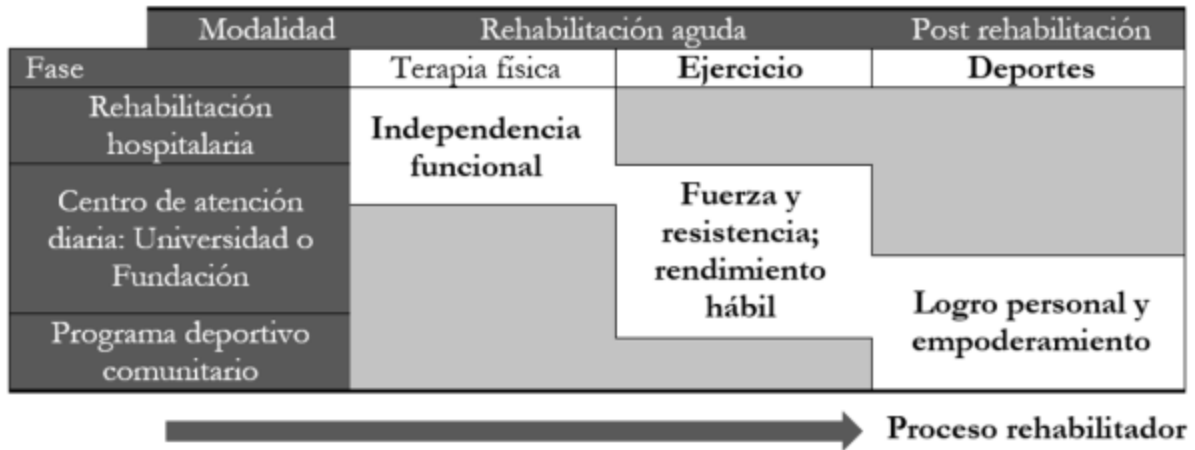 Modalidad Rehabilitación aguda Post rehabilitación
Fase Terapia física Ejercicio Deportes
Rehabilitación
hospitalaria
Independencia
funcional
Centro de atención
diaria: Universidad o
Fundación
Fuerza y
resistencia;
rendimiento
hábil
Programa deportivo
comunitario
Logro personal y
empoderamiento
Proceso rehabilitador